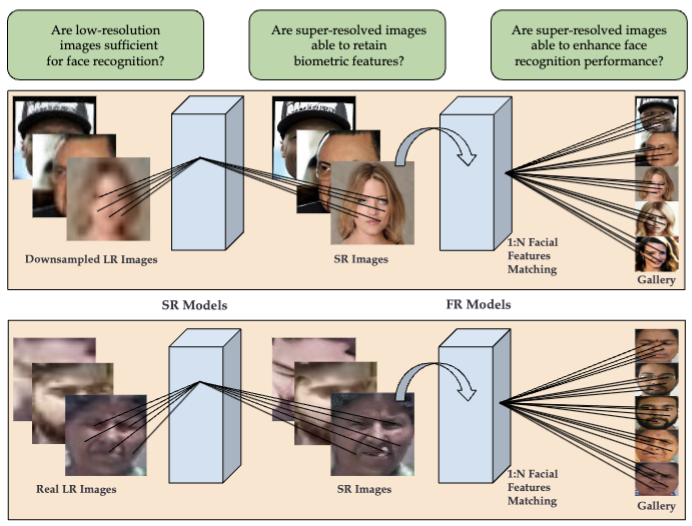 Are low-resolution
images sufficient
for face recognition?
Are super-resolved images
able to retain
biometric features?
Are super-resolved images
able to enhance face
recognition performance?
Downsampled LR Images
SR Images
1:N Facial
Features
Matching
Gallery
SR Models
FR Models
Real LR Images
SR Images
1:N Facial
Features
Matching
Gallery